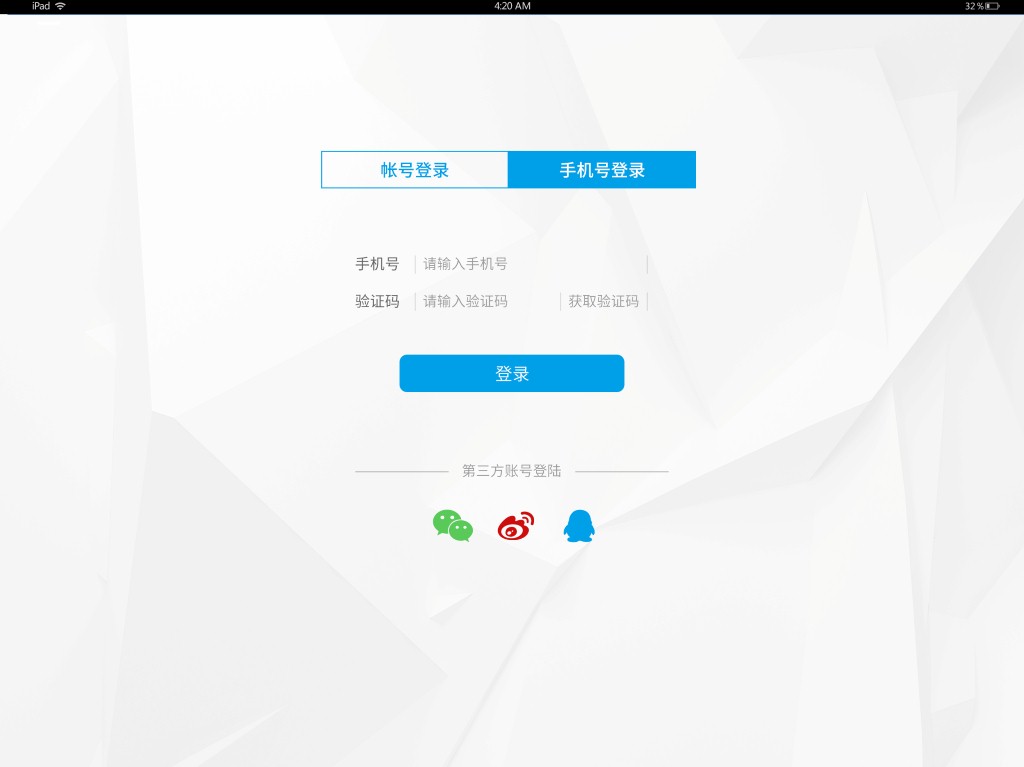 iPad 4:20 AM 32%
帐号登录 手机号登录
手机号 请输入手机号
验证码 请输入验证码 获取验证码
登录
第三方账号登陆